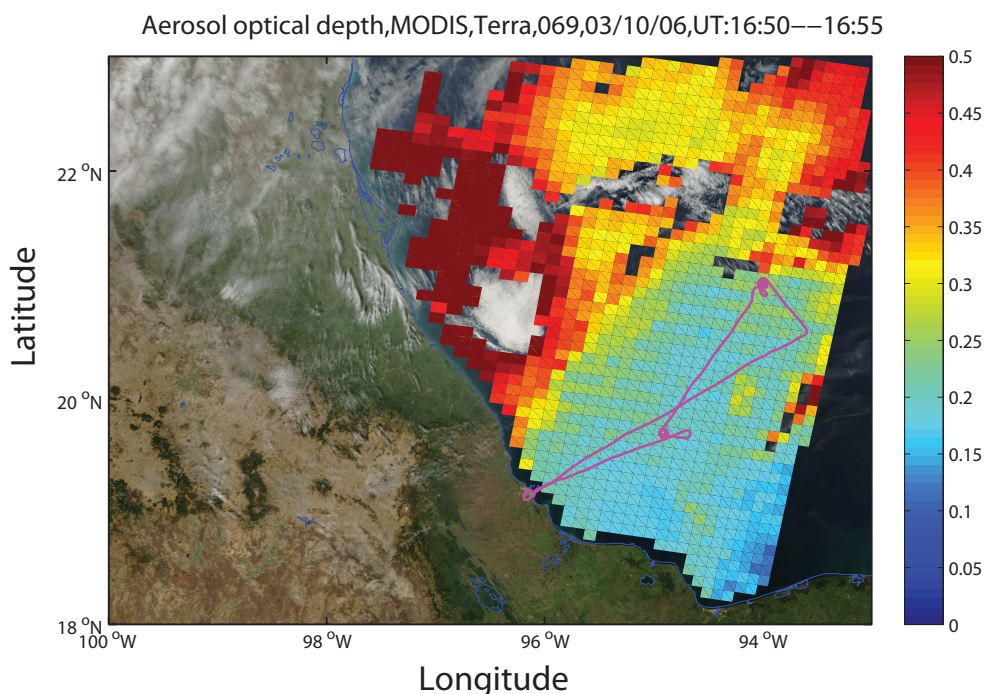 Aerosol optical depth,MODIS,Terra,069,03/10/06,UT:16:50−−16:55
0.5
0.45
0.4
0.35
0.3
0.25
0.2
0.15
0.1
0.05
0
22 °N
20 °N
18 °N
Latitude
100 °W
98 °W
96 °W
94 °W
Longitude